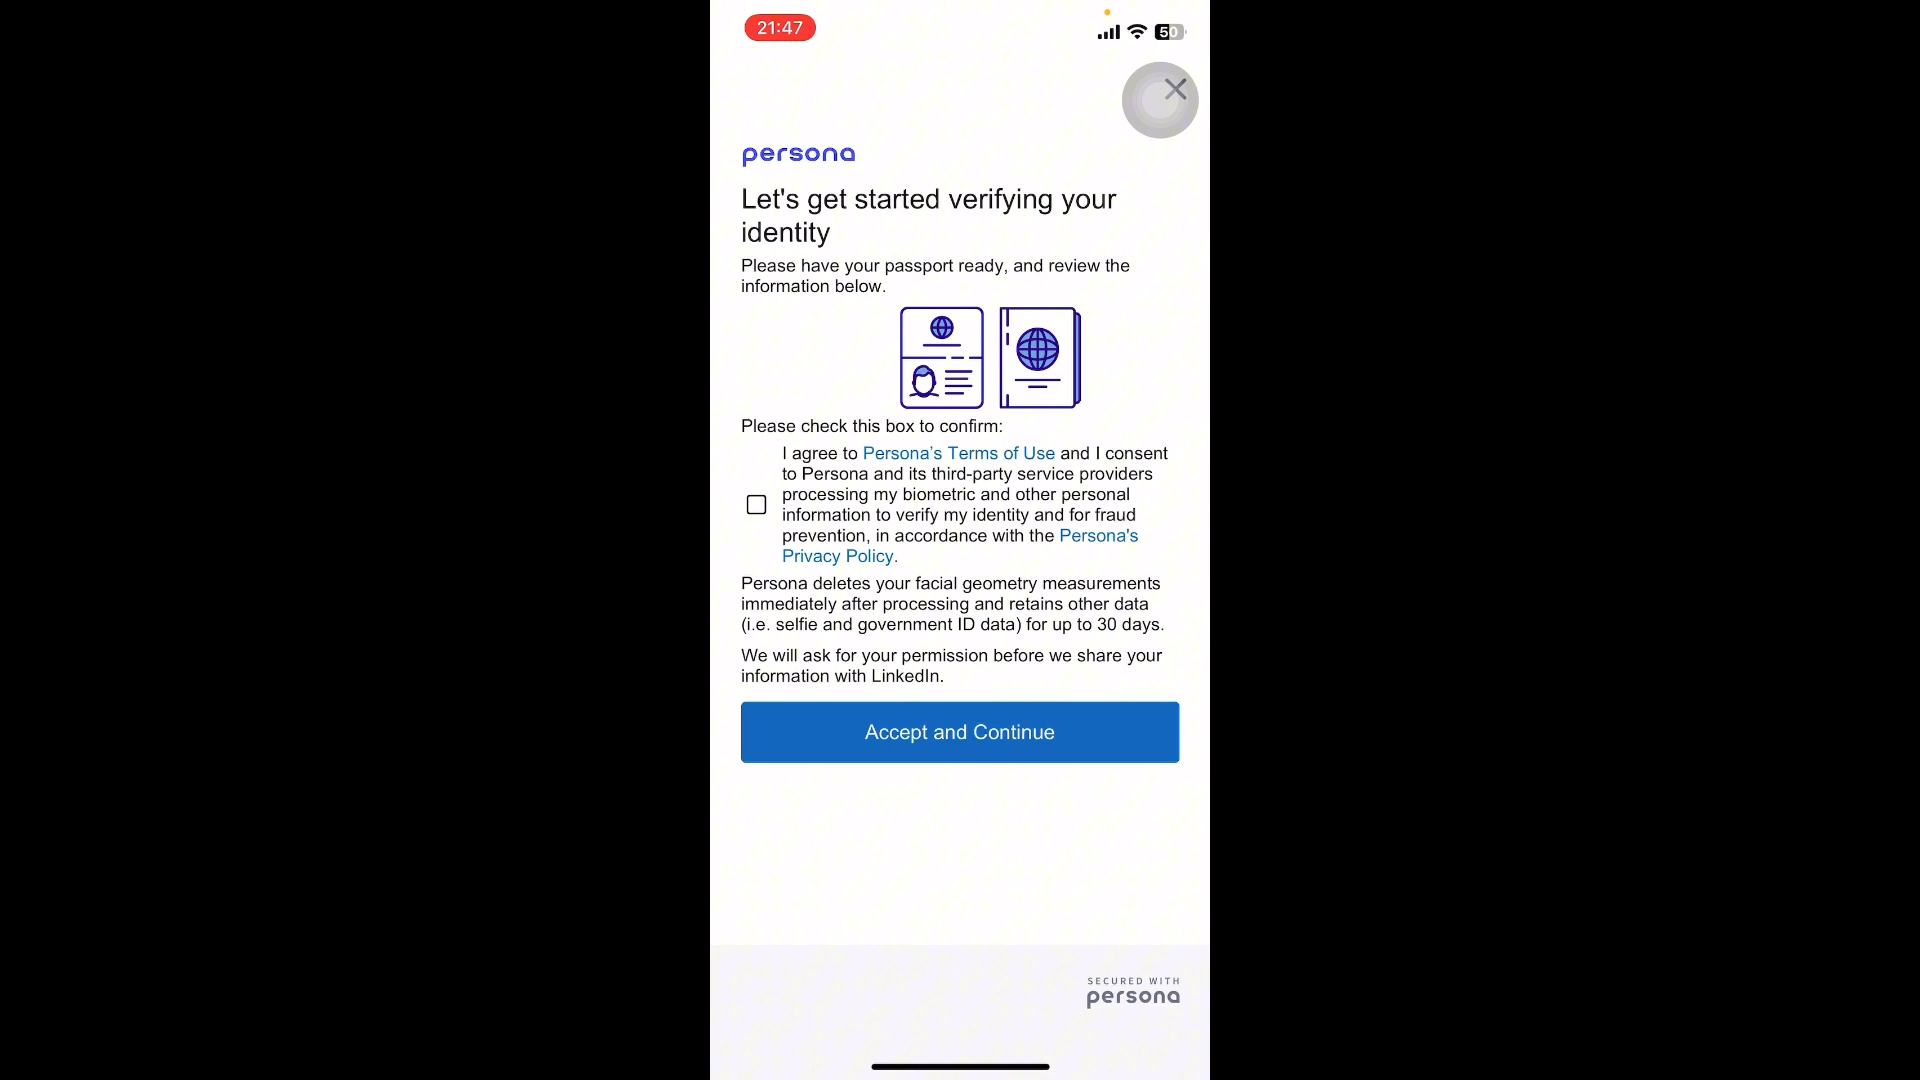 21:47
50
persona
Let's get started verifying your
identity
Please have your passport ready, and review the
information below.
Please check this box to confirm:
I agree to Persona’s Terms of Use and I consent
to Persona and its third-party service providers
processing my biometric and other personal
information to verify my identity and for fraud
prevention, in accordance with the Persona's
Privacy Policy.
Persona deletes your facial geometry measurements
immediately after processing and retains other data
(i.e. selfie and government ID data) for up to 30 days.
We will ask for your permission before we share your
information with LinkedIn.
Accept and Continue
SECURED WITH
persona